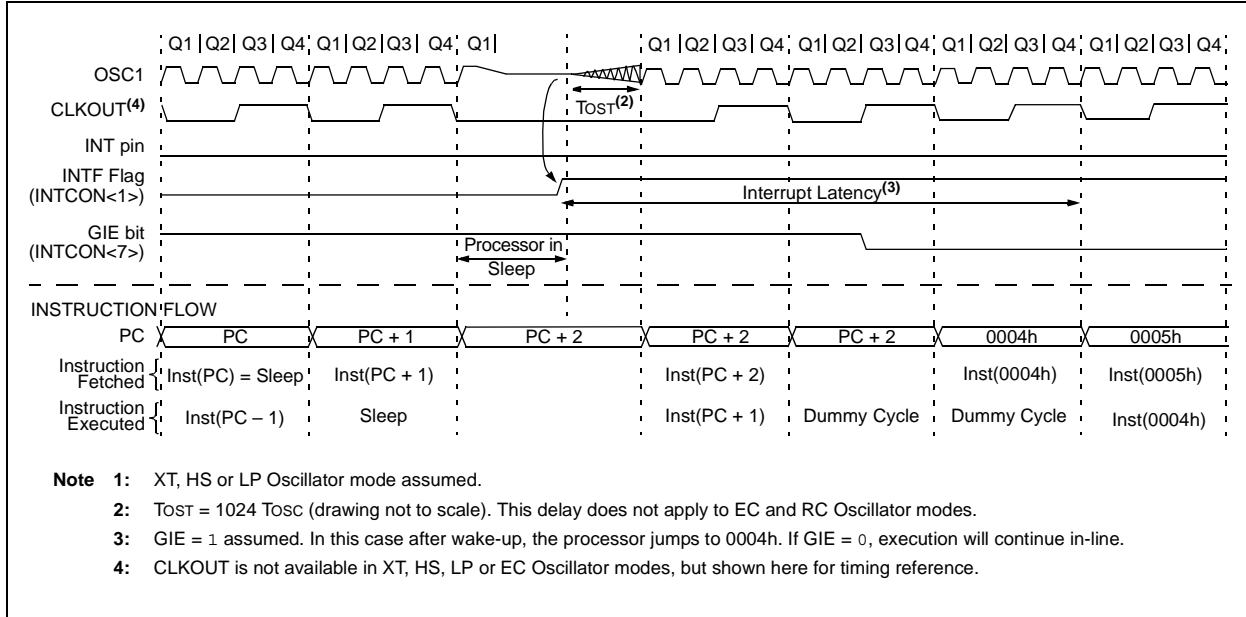 Q1 Q2 Q3 Q4 Q1 Q2 Q3 Q4 Q1 Q1 Q2 Q3 Q4 Q1 Q2 Q3 Q4 Q1 Q2 Q3 Q4 Q1 Q2 Q3 Q4
OSC1
CLKOUT(4)
TOST(2)
INT pin
INTF Flag
(INTCON<1>)
Interrupt Latency(3)
GIE bit
(INTCON<7>)
Processor in
Sleep
INSTRUCTION FLOW
PC PC PC + 1 PC + 2 PC + 2 PC + 2 0004h 0005h
Instruction
Fetched
Inst(PC) = Sleep Inst(PC + 1) Inst(PC + 2) Inst(0004h) Inst(0005h)
Instruction
Executed
Inst(PC – 1) Sleep Inst(PC + 1) Dummy Cycle Dummy Cycle Inst(0004h)
Note 1: XT, HS or LP Oscillator mode assumed.
2: TOST = 1024 TOSC (drawing not to scale). This delay does not apply to EC and RC Oscillator modes.
3: GIE = 1 assumed. In this case after wake-up, the processor jumps to 0004h. If GIE = 0, execution will continue in-line.
4: CLKOUT is not available in XT, HS, LP or EC Oscillator modes, but shown here for timing reference.